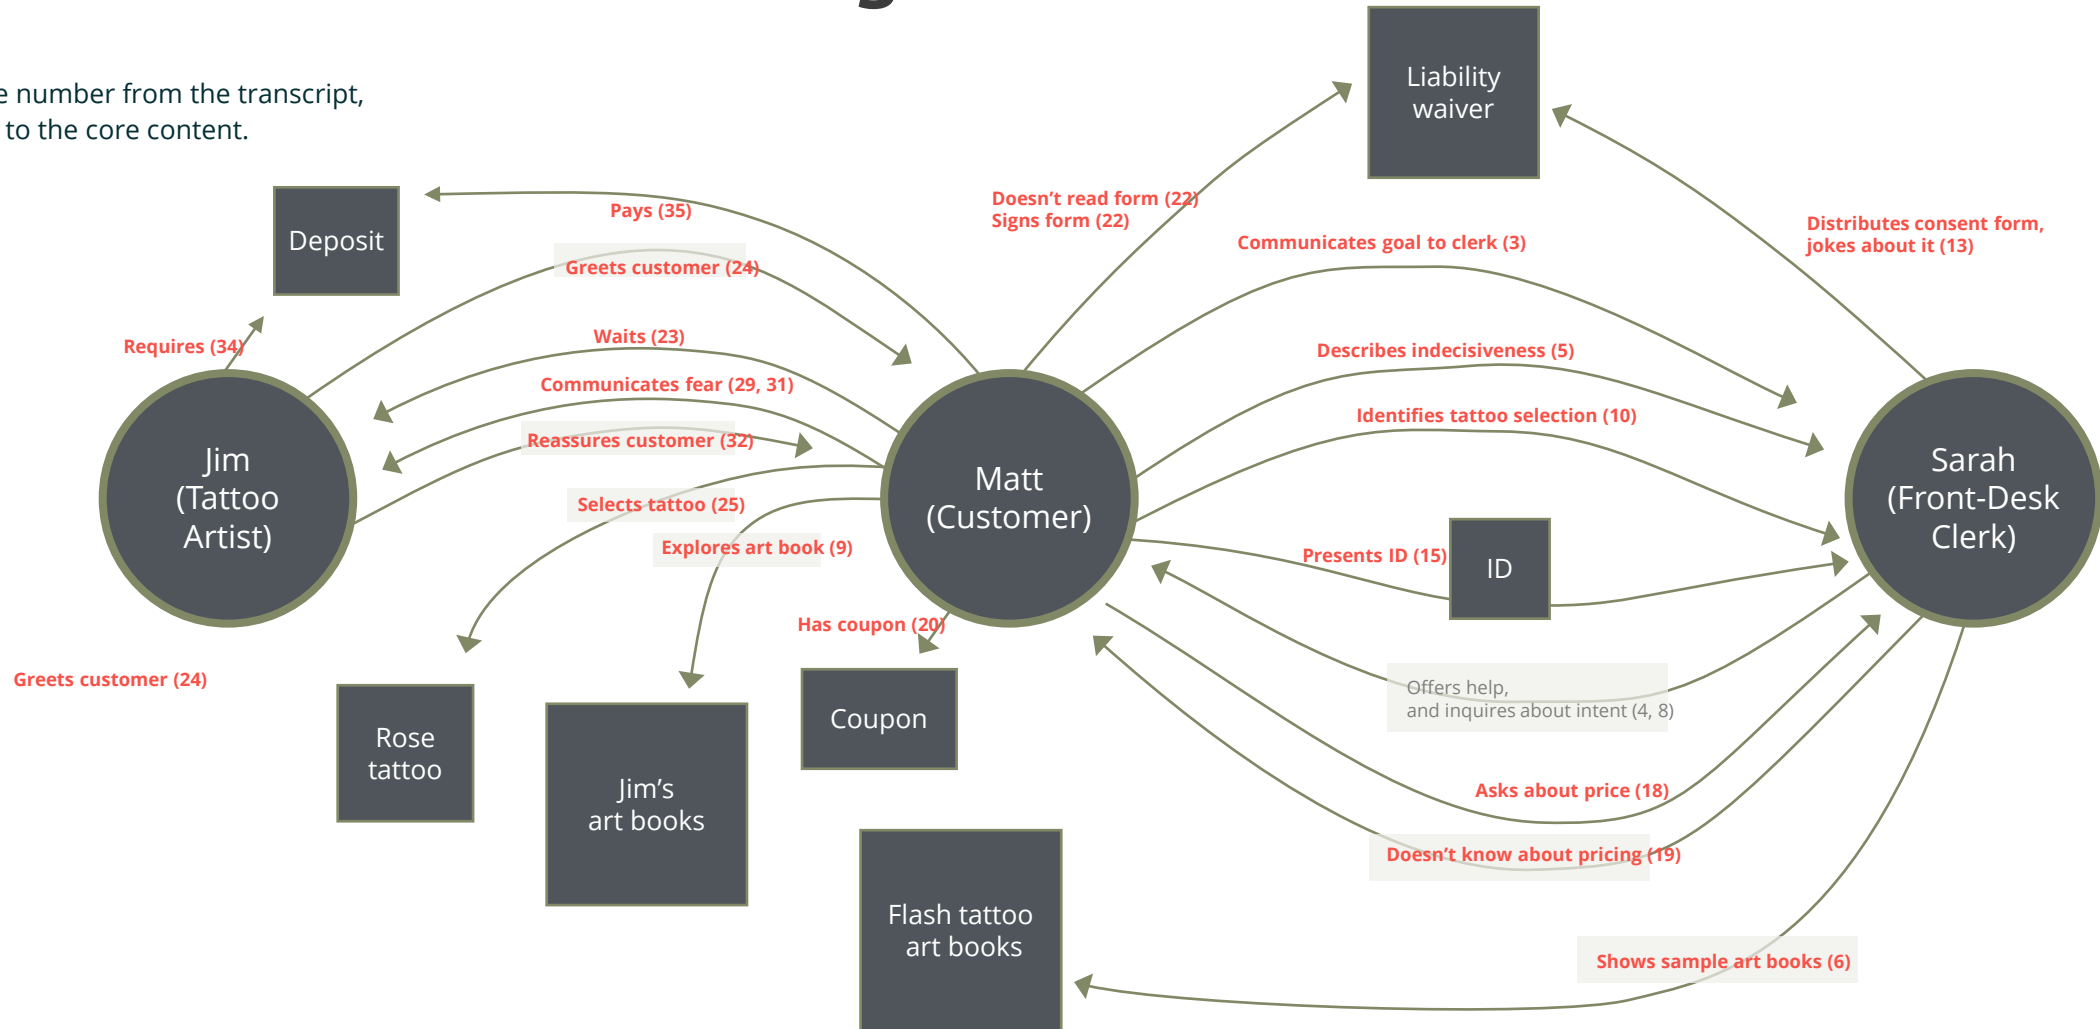 e number from the transcript,
to the core content.
Liability
waiver
Deposit
Pays (35)
Doesn’t read form (22)
Signs form (22)
Distributes consent form,
jokes about it (13)
Communicates goal to clerk (3)
Greets customer (24)
Requires (34)
Waits (23)
Describes indecisiveness (5)
Communicates fear (29, 31)
Identifies tattoo selection (10)
Reassures customer (32)
Jim
(Tattoo
Artist)
Matt
(Customer)
Sarah
(Front-Desk
Clerk)
Selects tattoo (25)
Explores art book (9)
Presents ID (15)
ID
Has coupon (20)
Greets customer (24)
Offers help,
and inquires about intent (4, 8)
Rose
tattoo
Jim’s
art books
Coupon
Asks about price (18)
Doesn’t know about pricing (19)
Flash tattoo
art books
Shows sample art books (6)